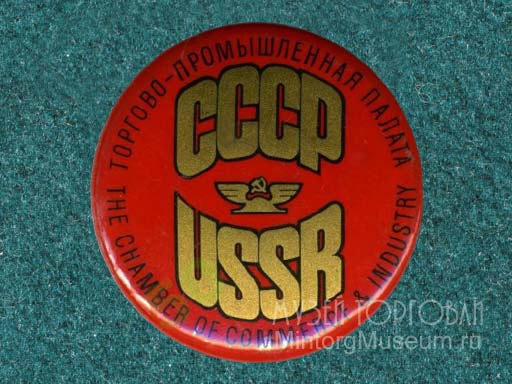 ТОРГОВО-ПРОМЫШЛЕННАЯ ПАЛАТА
СССР
USSR
THE CHAMBER OF COMMERCE & INDUSTRY
МУЗЕЙ ТОРГОВЛИ
MintorgMuseum.ru